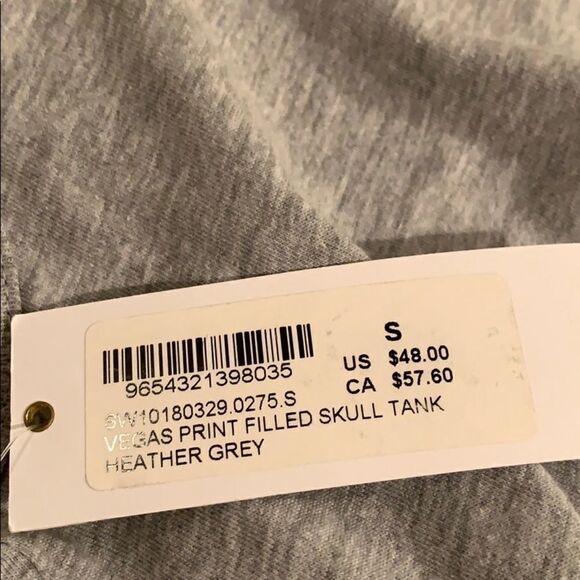 S
US $48.00
CA $57.60
9654321398035
SW10180329.0275.S
VEGAS PRINT FILLED SKULL TANK
HEATHER GREY